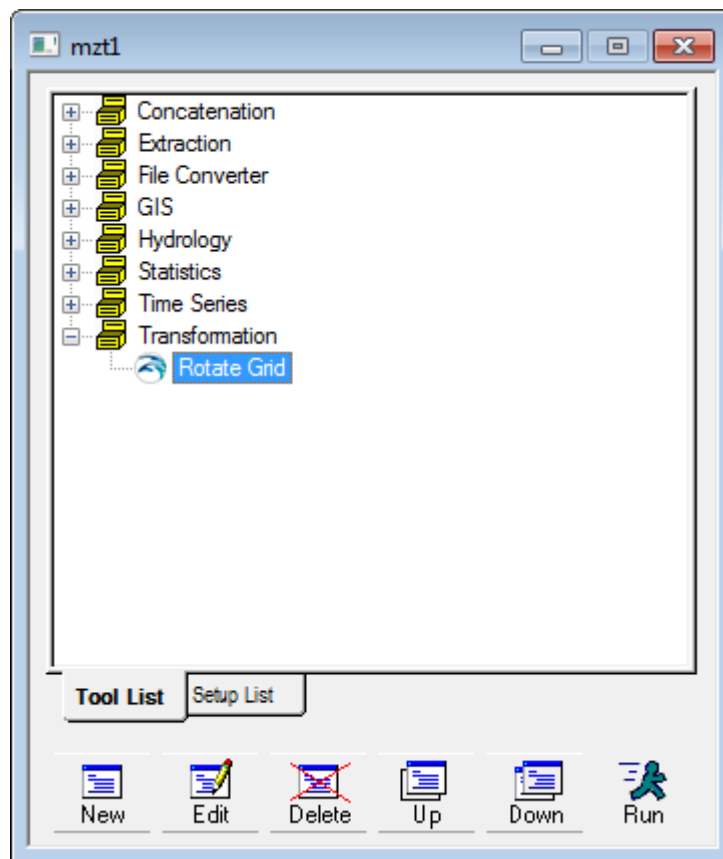 mzt1
Concatenation
Extraction
File Converter
GIS
Hydrology
Statistics
Time Series
Transformation
Rotate Grid
Tool List Setup List
New Edit Delete Up Down Run